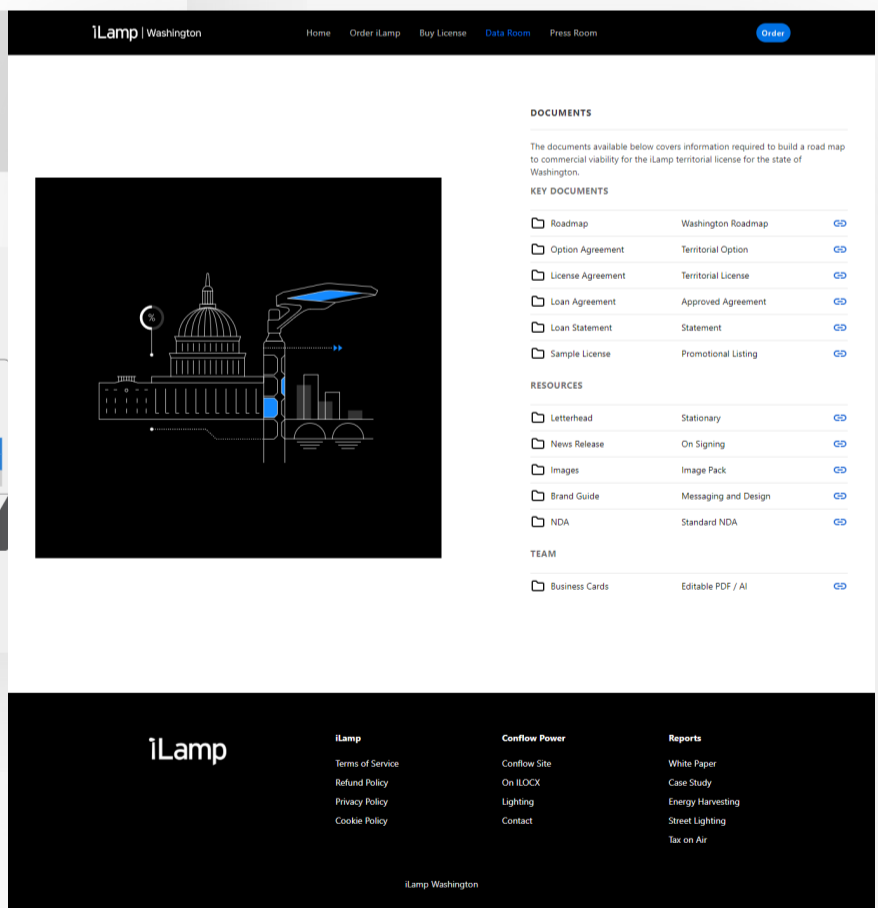 iLamp | Washington
Home
Order iLamp
Buy License
Data Room
Press Room
Order
DOCUMENTS
The documents available below covers information required to build a road map
to commercial viability for the iLamp territorial license for the state of
Washington.
KEY DOCUMENTS
Roadmap Washington Roadmap
Option Agreement Territorial Option
License Agreement Territorial License
Loan Agreement Approved Agreement
Loan Statement Statement
Sample License Promotional Listing
%
RESOURCES
Letterhead Stationary
News Release On Signing
Images Image Pack
Brand Guide Messaging and Design
NDA Standard NDA
TEAM
Business Cards Editable PDF / AI
iLamp
iLamp
Terms of Service
Refund Policy
Privacy Policy
Cookie Policy
Conflow Power
Conflow Site
On ILOCX
Lighting
Contact
Reports
White Paper
Case Study
Energy Harvesting
Street Lighting
Tax on Air
iLamp Washington